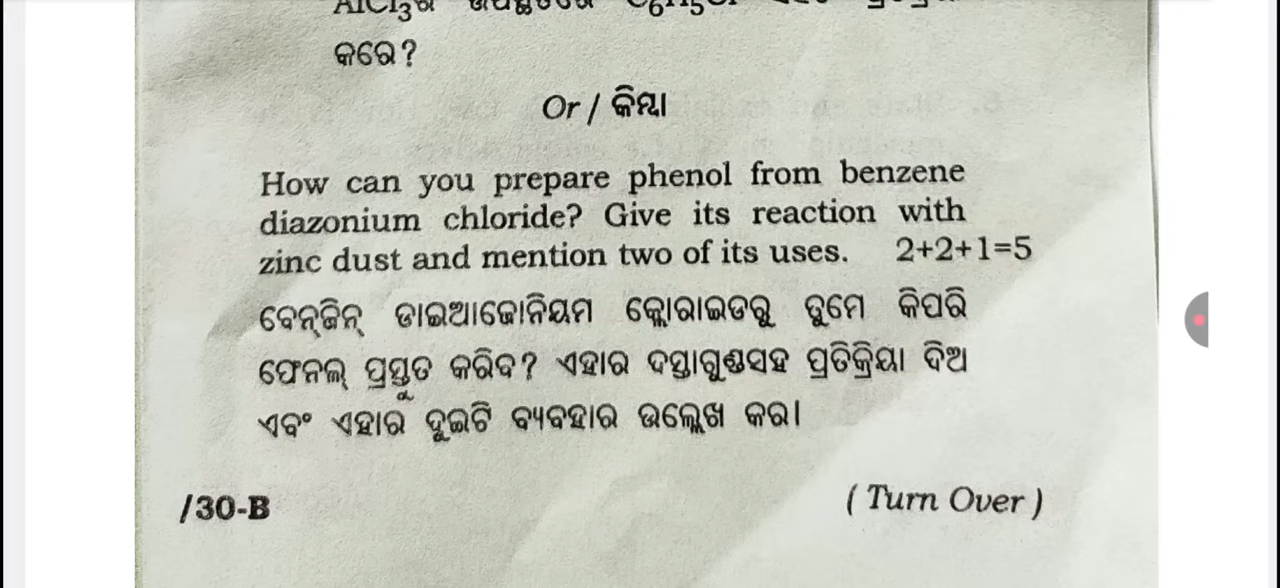 କରେ?
Or / କିମ୍ବା
How can you prepare phenol from benzene
diazonium chloride? Give its reaction with
zinc dust and mention two of its uses. 2+2+1=5
ବେନ୍‌ଜିନ୍ ଡାଇଆଜୋନିୟମ କ୍ଲୋରାଇଡରୁ ତୁମେ କିପରି
ଫେନଲ୍ ପ୍ରସ୍ତୁତ କରିବ? ଏହାର ଦସ୍ତାଗୁଣ୍ଡସହ ପ୍ରତିକ୍ରିୟା ଦିଅ
ଏବଂ ଏହାର ଦୁଇଟି ବ୍ୟବହାର ଉଲ୍ଲେଖ କର।
/30-B
( Turn Over )